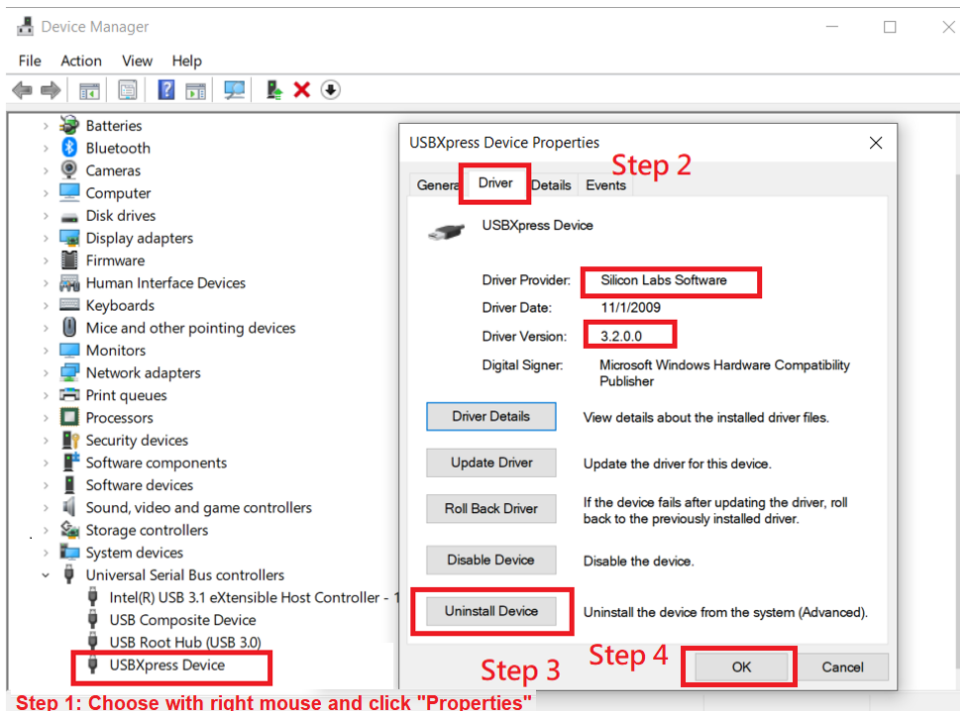 Device Manager
File Action View Help
Batteries
Bluetooth
Cameras
Computer
Disk drives
Display adapters
Firmware
Human Interface Devices
Keyboards
Mice and other pointing devices
Monitors
Network adapters
Print queues
Processors
Security devices
Software components
Software devices
Sound, video and game controllers
Storage controllers
System devices
Universal Serial Bus controllers
Intel(R) USB 3.1 eXtensible Host Controller - 1
USB Composite Device
USB Root Hub (USB 3.0)
USBXpress Device
Step 1: Choose with right mouse and click "Properties"
USBXpress Device Properties
Step 2
General Driver Details Events
USBXpress Device
Driver Provider: Silicon Labs Software
Driver Date: 11/1/2009
Driver Version: 3.2.0.0
Digital Signer: Microsoft Windows Hardware Compatibility
Publisher
Driver Details View details about the installed driver files.
Update Driver Update the driver for this device.
Roll Back Driver If the device fails after updating the driver, roll
back to the previously installed driver.
Disable Device Disable the device.
Uninstall Device Uninstall the device from the system (Advanced).
Step 3 Step 4 OK Cancel